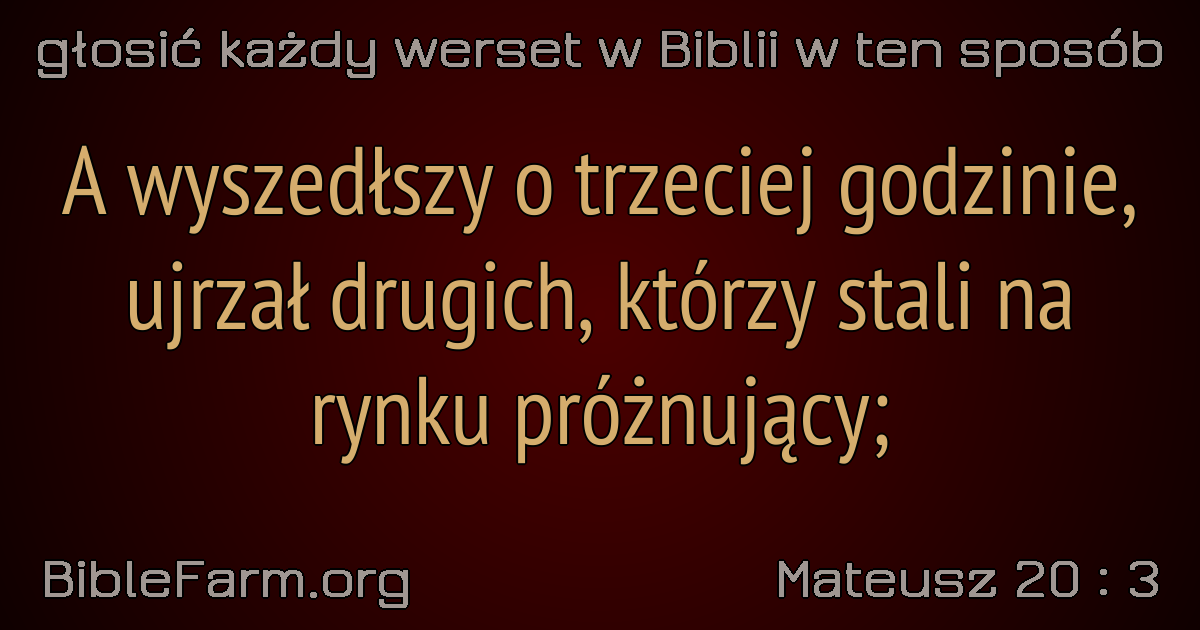 głosić każdy werset w Biblii w ten sposób
A wyszedłszy o trzeciej godzinie,
ujrzał drugich, którzy stali na
rynku próżnujący;
BibleFarm.org
Mateusz 20 : 3